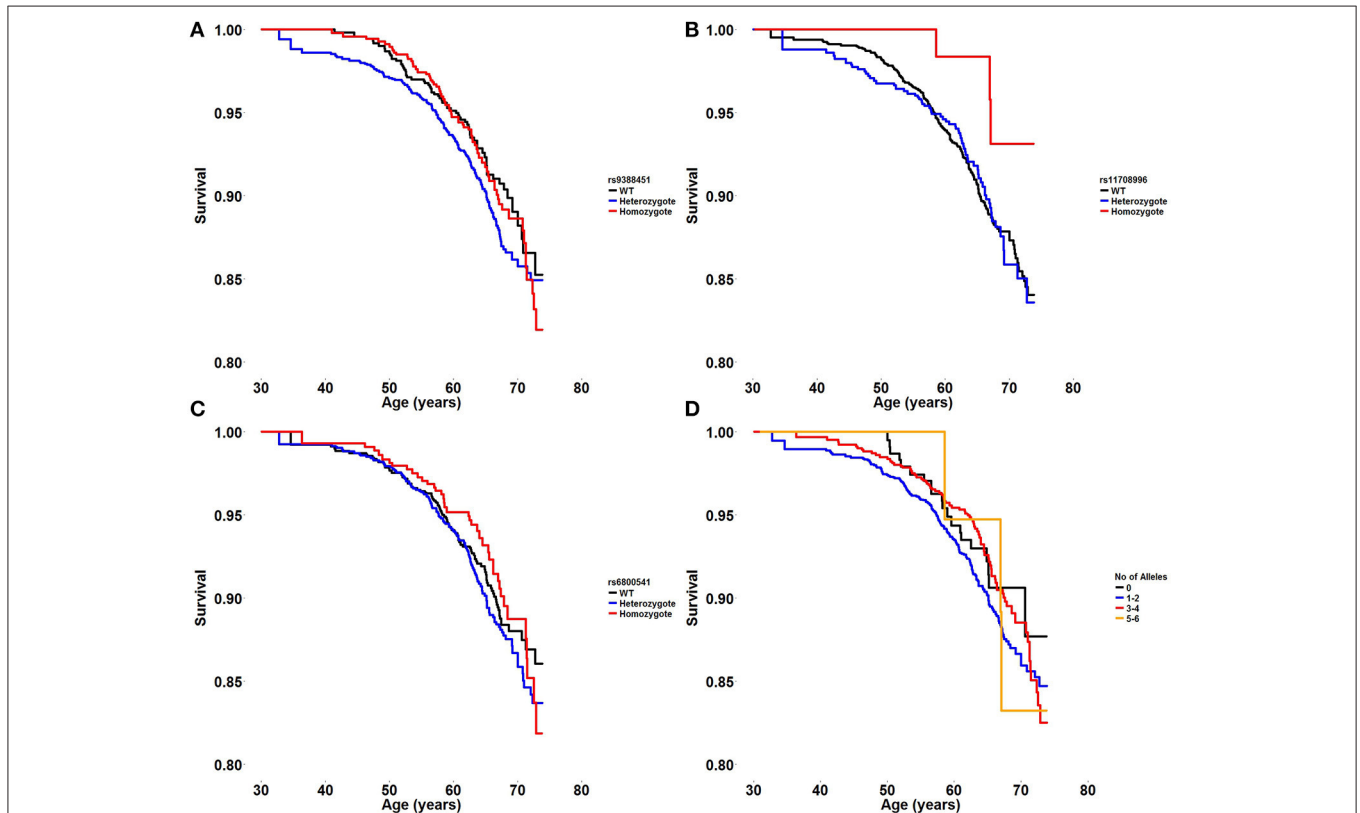 A
1.00
0.95
0.90
0.85
0.80
Survival
rs9388451
WT
Heterozygote
Homozygote
30 40 50 60 70 80
Age (years)
B
1.00
0.95
0.90
0.85
0.80
Survival
rs11708996
WT
Heterozygote
Homozygote
30 40 50 60 70 80
Age (years)
C
1.00
0.95
0.90
0.85
0.80
Survival
rs6800541
WT
Heterozygote
Homozygote
30 40 50 60 70 80
Age (years)
D
1.00
0.95
0.90
0.85
0.80
Survival
No of Alleles
0
1-2
3-4
5-6
30 40 50 60 70 80
Age (years)